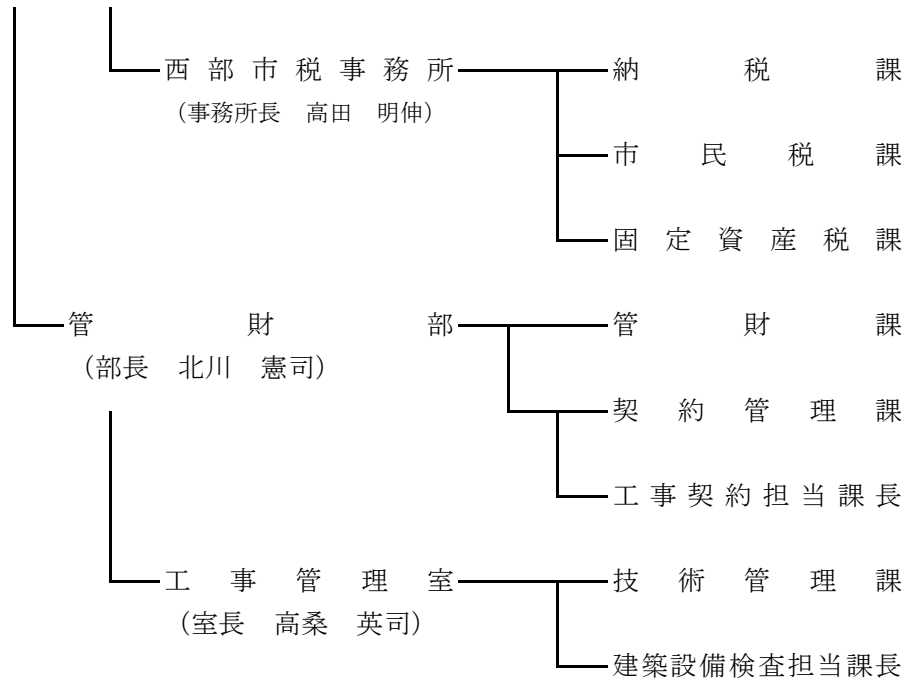 西部市税事務所 納税課
（事務所長　高田　明伸）
市民税課
固定資産税課
管財部 管財課
（部長　北川　憲司）
契約管理課
工事契約担当課長
工事管理室 技術管理課
（室長　高桑　英司）
建築設備検査担当課長